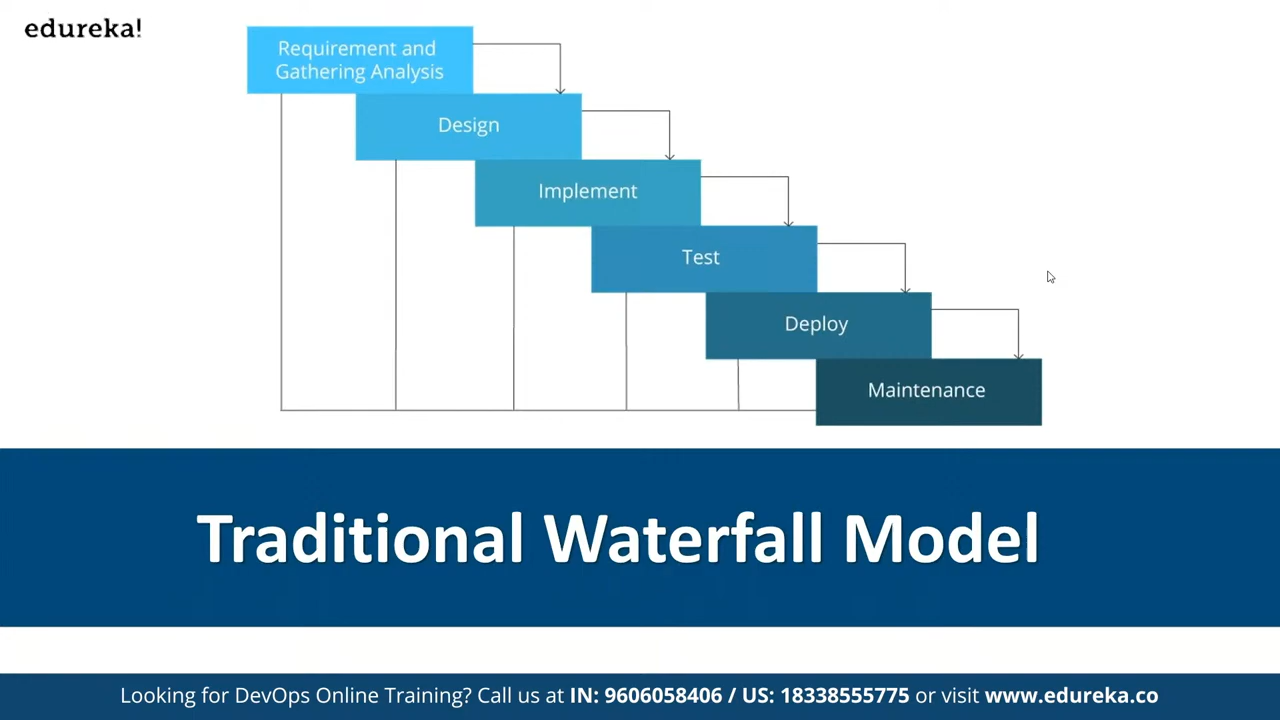 edureka!
Requirement and
Gathering Analysis
Design
Implement
Test
Deploy
Maintenance
Traditional Waterfall Model
Looking for DevOps Online Training? Call us at IN: 9606058406 / US: 18338555775 or visit www.edureka.co